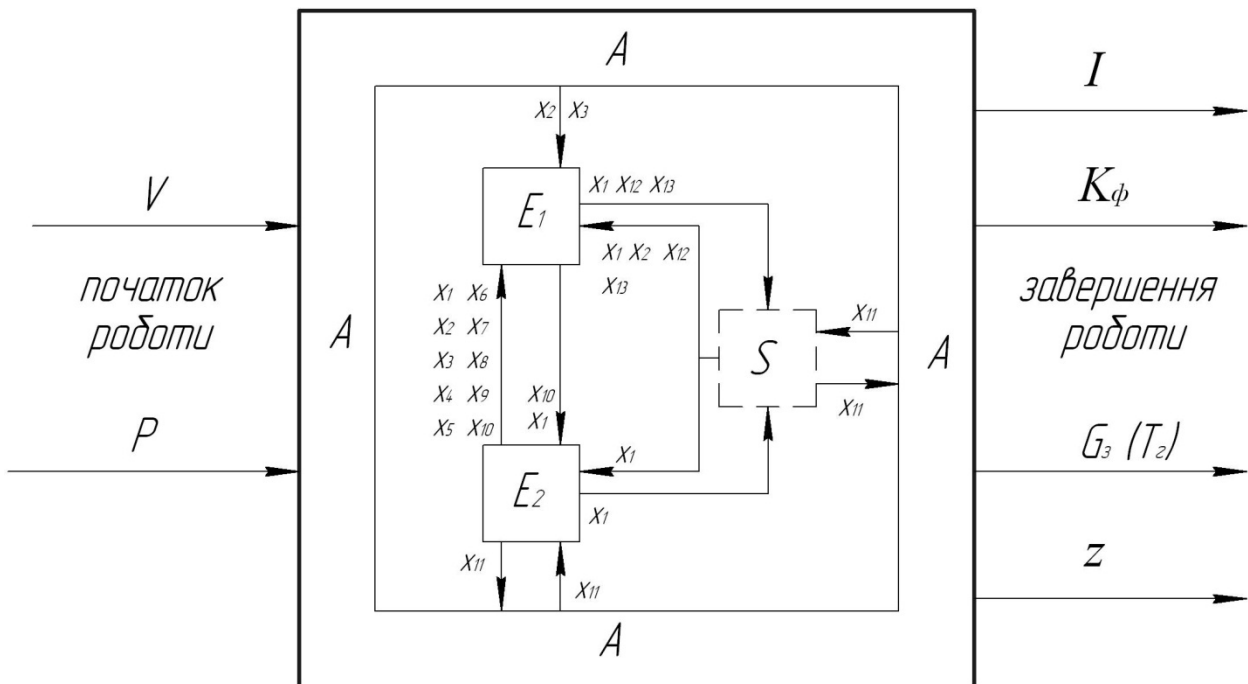 A
I
X2 X3
V
E1
X1 X12 X13
Kф
початок
роботи
X1 X2 X12
X13
завершення
роботи
X1 X6
X2 X7
X3 X8
X4 X9
X5 X10
A
X11
S
A
X11
X10
X1
P
X1
Gз (Tг)
E2
X1
X11
X11
z
A